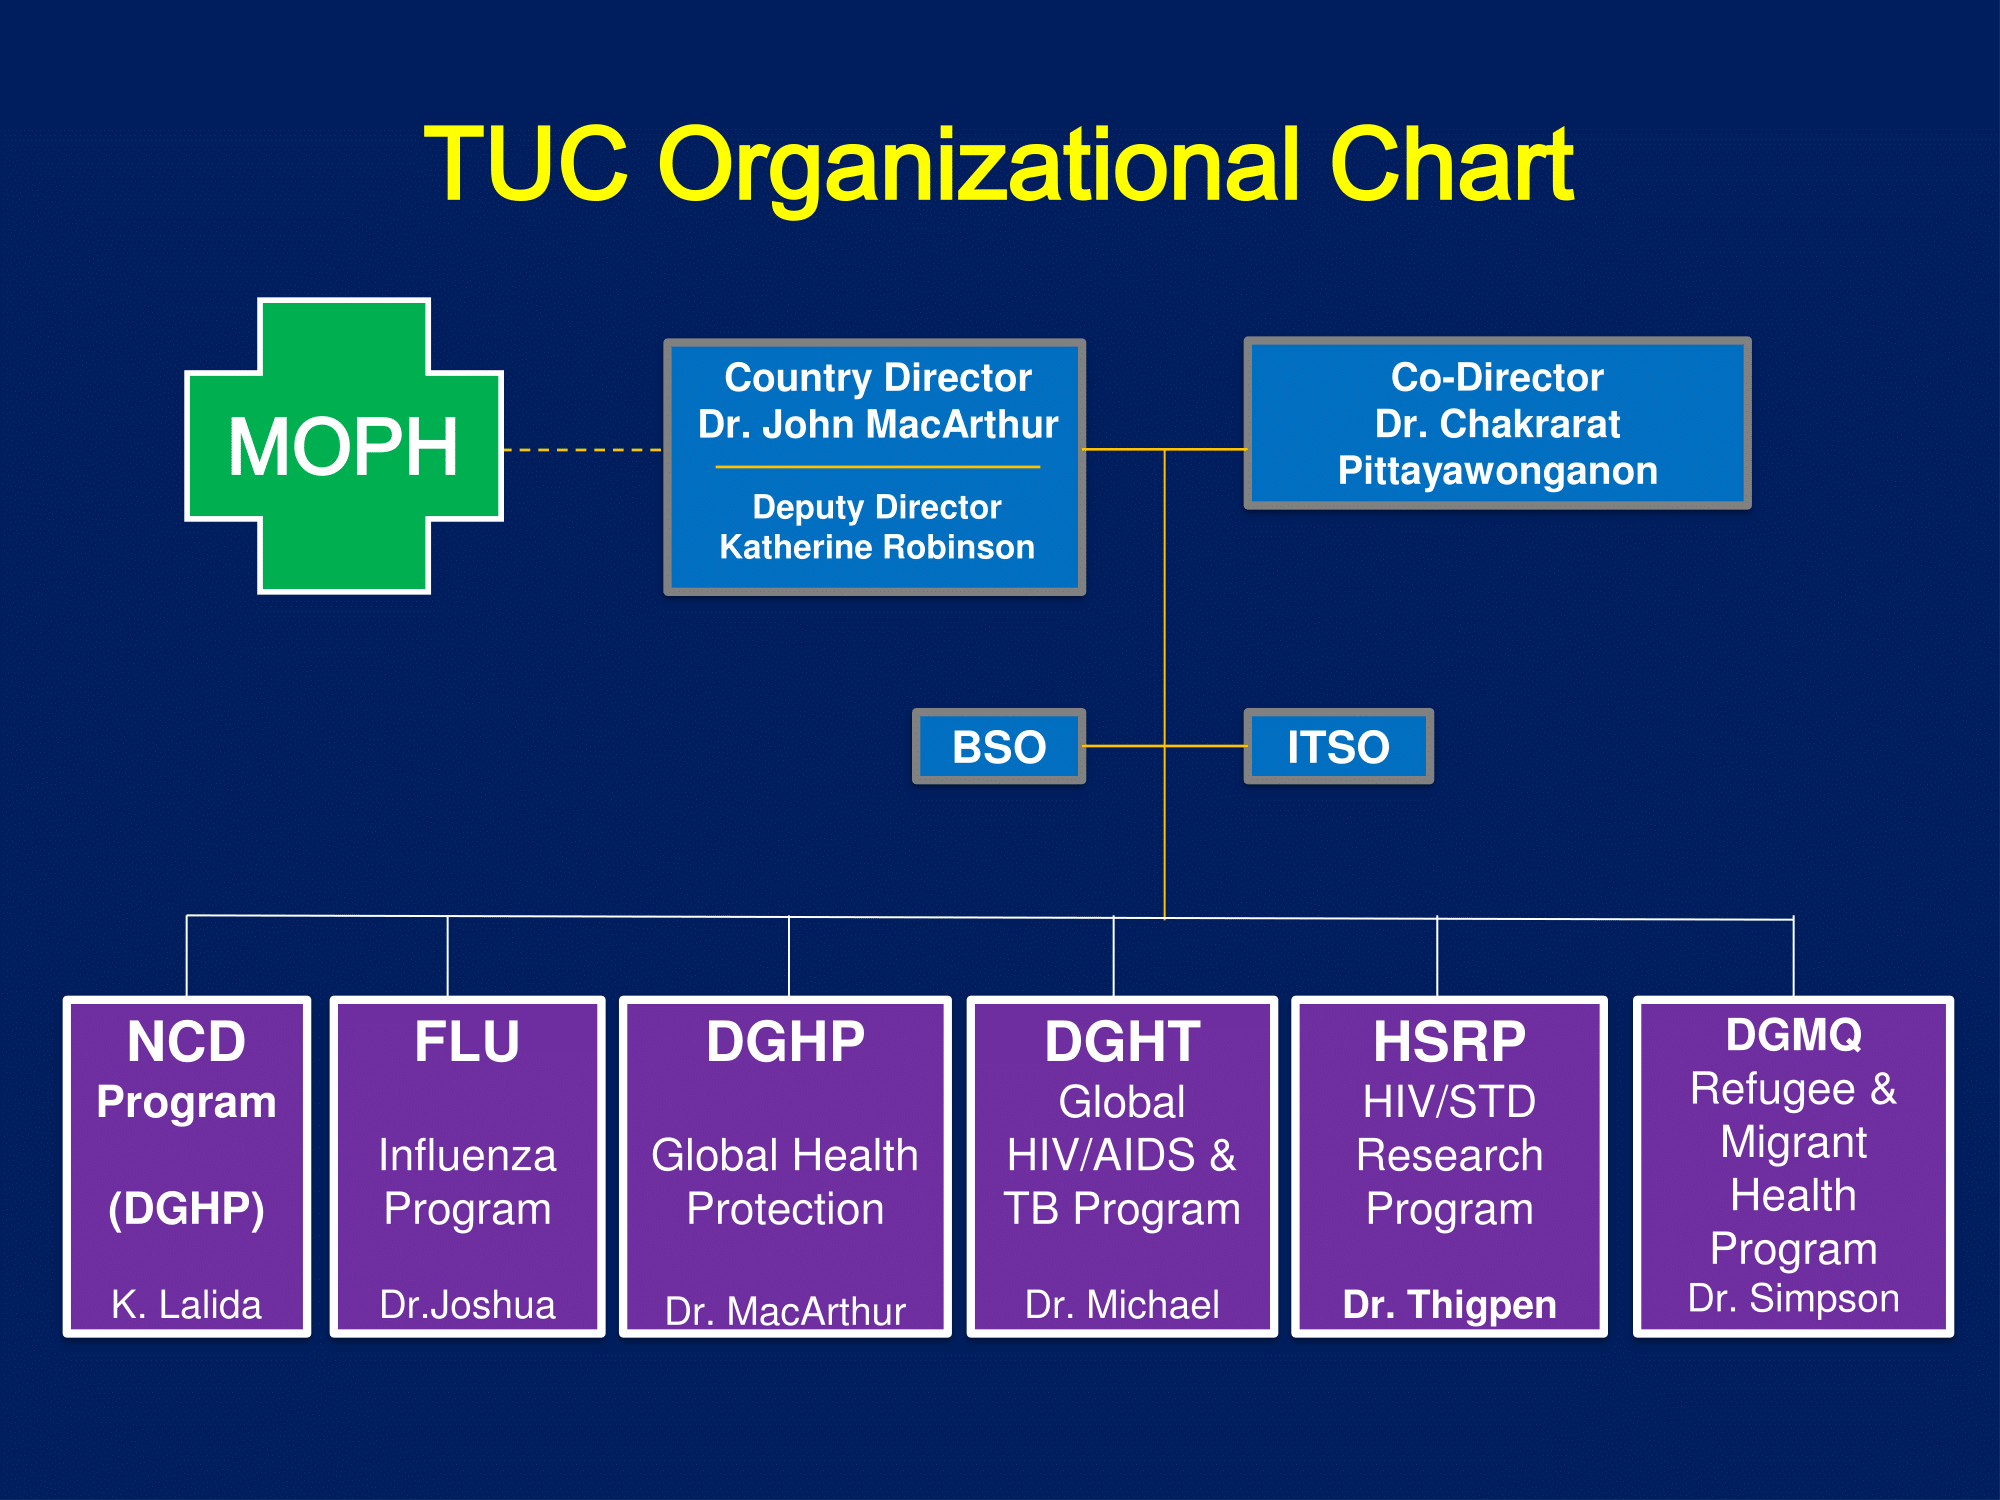 TUC Organizational Chart
MOPH
Country Director
Dr. John MacArthur
Deputy Director
Katherine Robinson
Co-Director
Dr. Chakrarat
Pittayawonganon
BSO
ITSO
NCD
Program
(DGHP)
K. Lalida
FLU
Influenza
Program
Dr.Joshua
DGHP
Global Health
Protection
Dr. MacArthur
DGHT
Global
HIV/AIDS &
TB Program
Dr. Michael
HSRP
HIV/STD
Research
Program
Dr. Thigpen
DGMQ
Refugee &
Migrant
Health
Program
Dr. Simpson